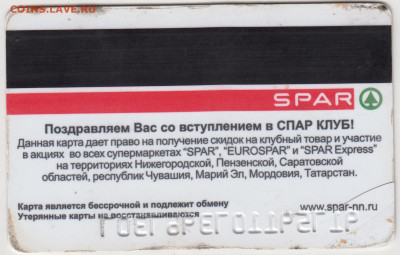 COINS.LAVE.RU
SPAR
Поздравляем Вас со вступлением в СПАР КЛУБ!
Данная карта дает право на получение скидок на клубный товар и участие
в акциях во всех супермаркетах "SPAR", "EUROSPAR" и "SPAR Express"
на территориях Нижегородской, Пензенской, Саратовской
областей, республик Чувашия, Марий Эл, Мордовия, Татарстан.
Карта является бессрочной и подлежит обмену
Утерянные карты на восстанавливаются
www.spar-nn.ru